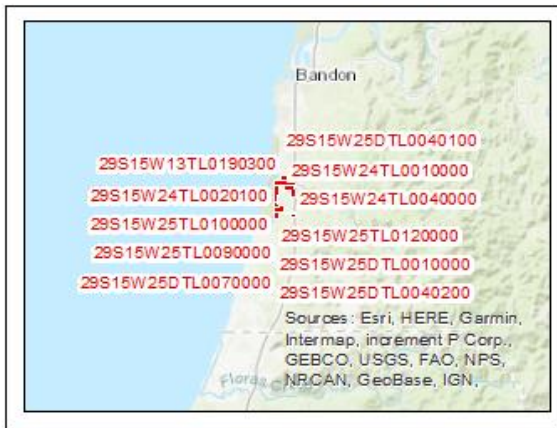 Bandon
29S15W25DTL0040100
29S15W13TL0190300
29S15W24TL0010000
29S15W24TL0020100
29S15W24TL0040000
29S15W25TL0100000
29S15W25TL0120000
29S15W25TL0090000
29S15W25DTL0010000
29S15W25DTL0070000
29S15W25DTL0040200
Sources: Esri, HERE, Garmin,
Intermap, increment P Corp.,
GEBCO, USGS, FAO, NPS,
NRCAN, GeoBase, IGN,
Floras